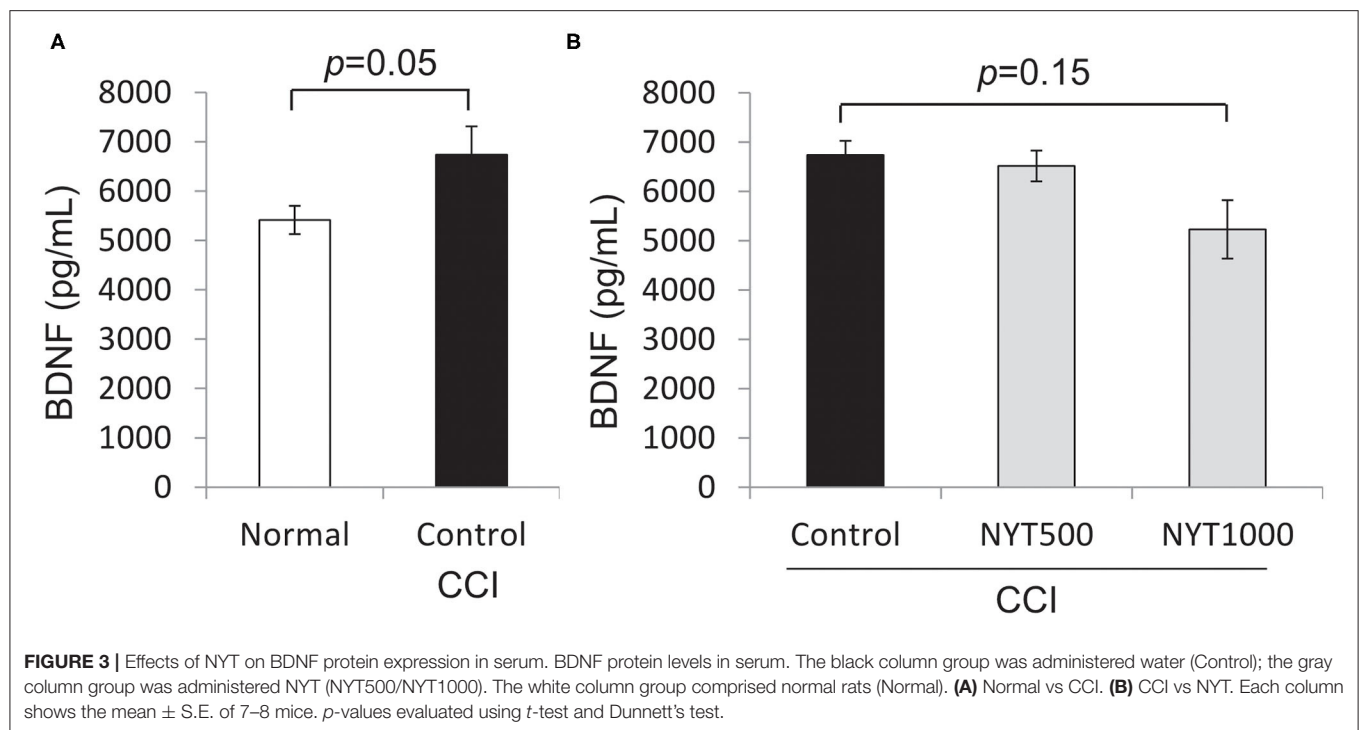 A
p=0.05
8000
7000
6000
5000
4000
3000
2000
1000
0
BDNF (pg/mL)
Normal Control
CCI
B
p=0.15
8000
7000
6000
5000
4000
3000
2000
1000
0
BDNF (pg/mL)
Control NYT500 NYT1000
CCI
FIGURE 3 | Effects of NYT on BDNF protein expression in serum. BDNF protein levels in serum. The black column group was administered water (Control); the gray
column group was administered NYT (NYT500/NYT1000). The white column group comprised normal rats (Normal). (A) Normal vs CCI. (B) CCI vs NYT. Each column
shows the mean ± S.E. of 7–8 mice. p-values evaluated using t-test and Dunnett’s test.